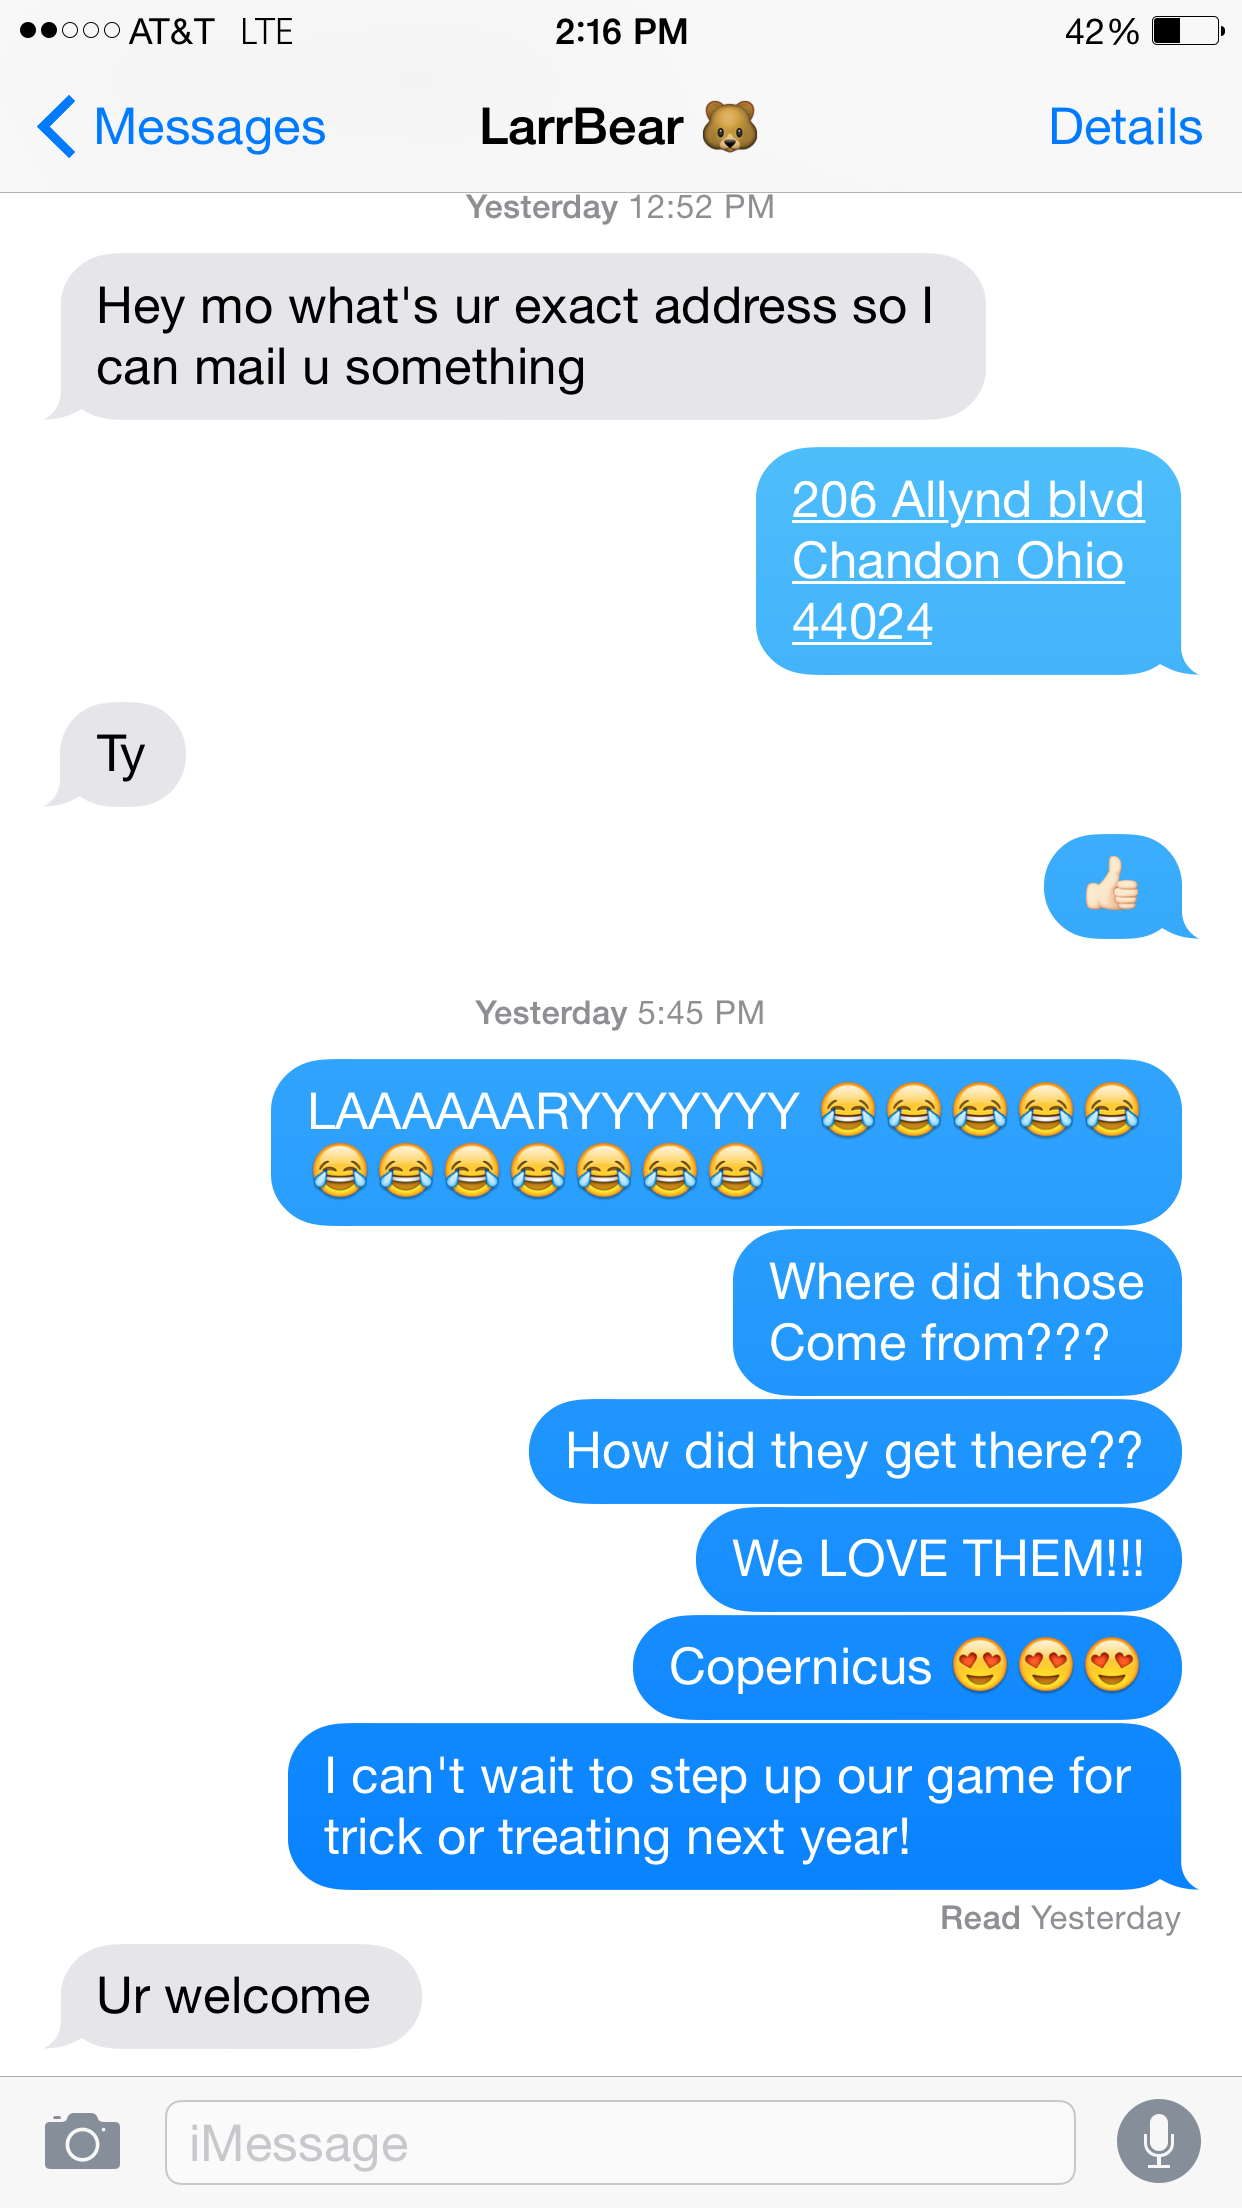 AT&T LTE 2:16 PM 42%
Messages LarrBear 🐻 Details
Yesterday 12:52 PM
Hey mo what's ur exact address so I
can mail u something
206 Allynd blvd
Chandon Ohio
44024
Ty
👍🏻
Yesterday 5:45 PM
LAAAAAARYYYYYYY 😂😂😂😂😂
😂😂😂😂😂😂😂
Where did those
Come from???
How did they get there??
We LOVE THEM!!!
Copernicus 😍😍😍
I can't wait to step up our game for
trick or treating next year!
Read Yesterday
Ur welcome
iMessage